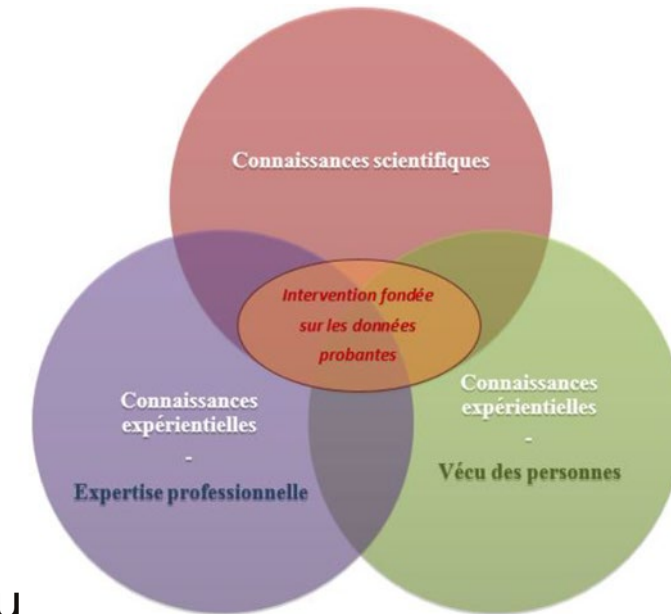 Connaissances scientifiques
Intervention fondée
sur les données
probantes
Connaissances
expérientielles
-
Expertise professionnelle
Connaissances
expérientielles
-
Vécu des personnes